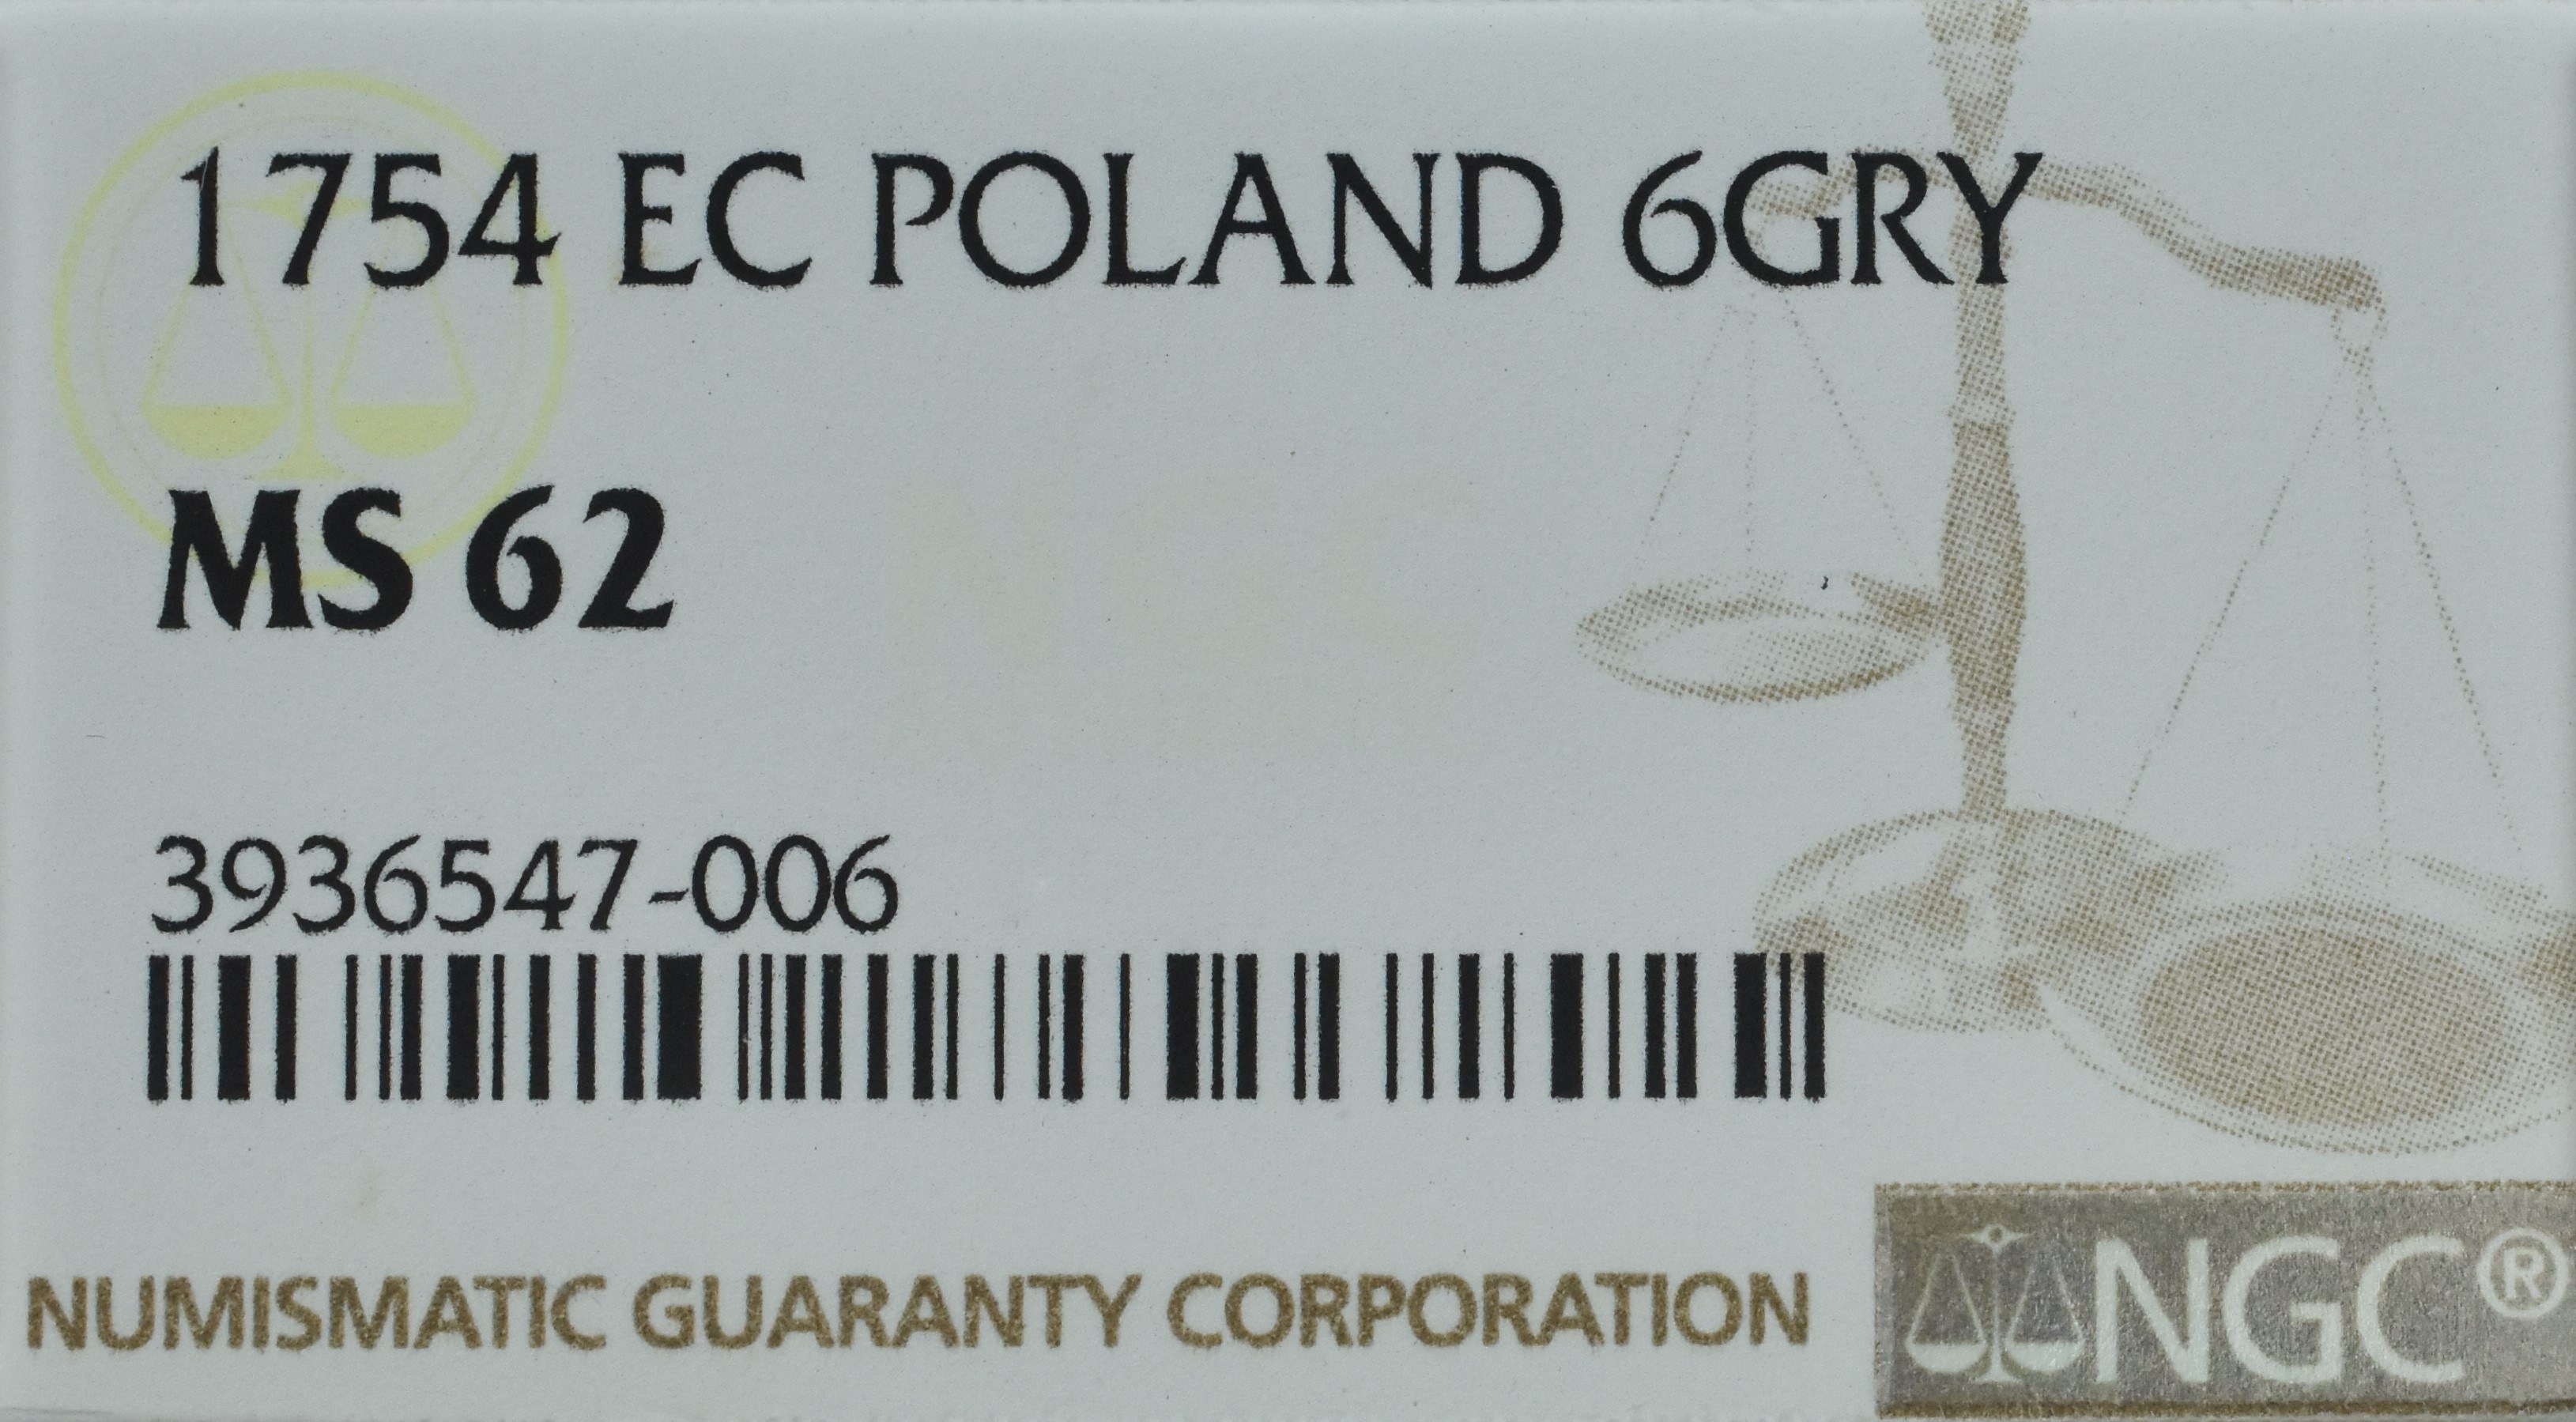 1754 EC POLAND 6GRY
MS 62
3936547-006
NUMISMATIC GUARANTY CORPORATION
NGC®